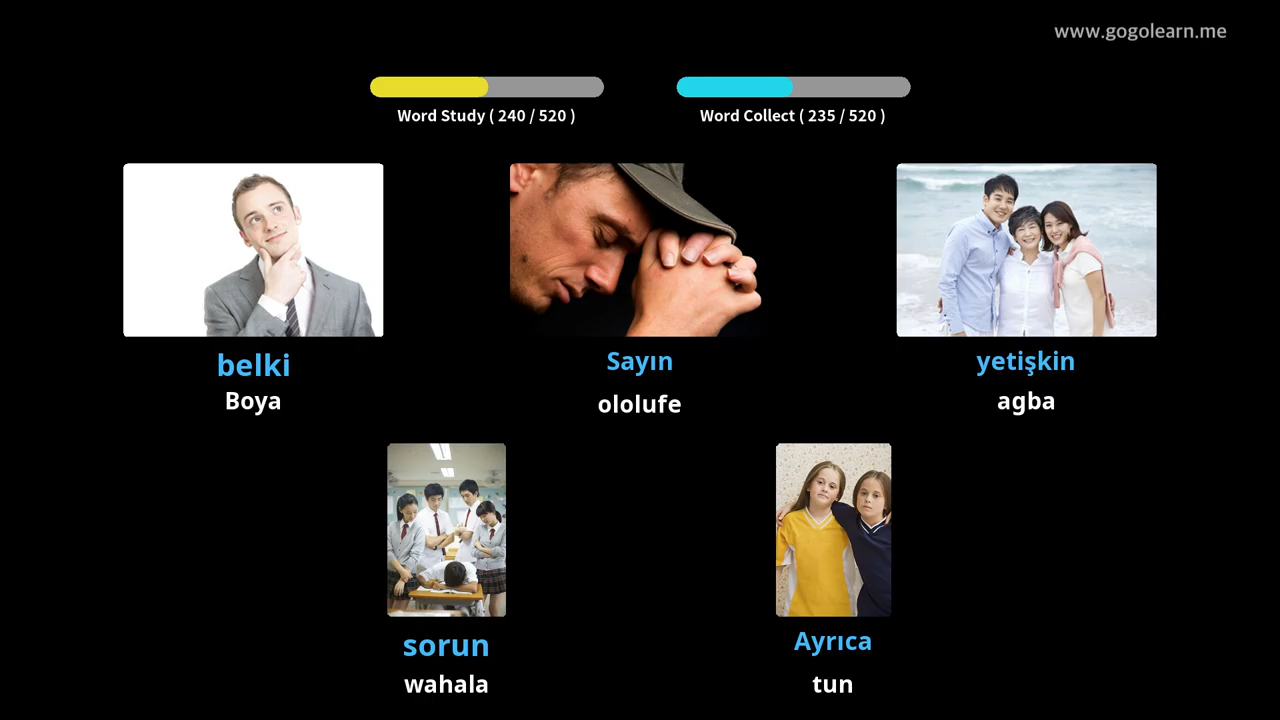 www.gogolearn.me
Word Study ( 240 / 520 )
Word Collect ( 235 / 520 )
belki
Boya
Sayın
ololufe
yetişkin
agba
sorun
wahala
Ayrıca
tun